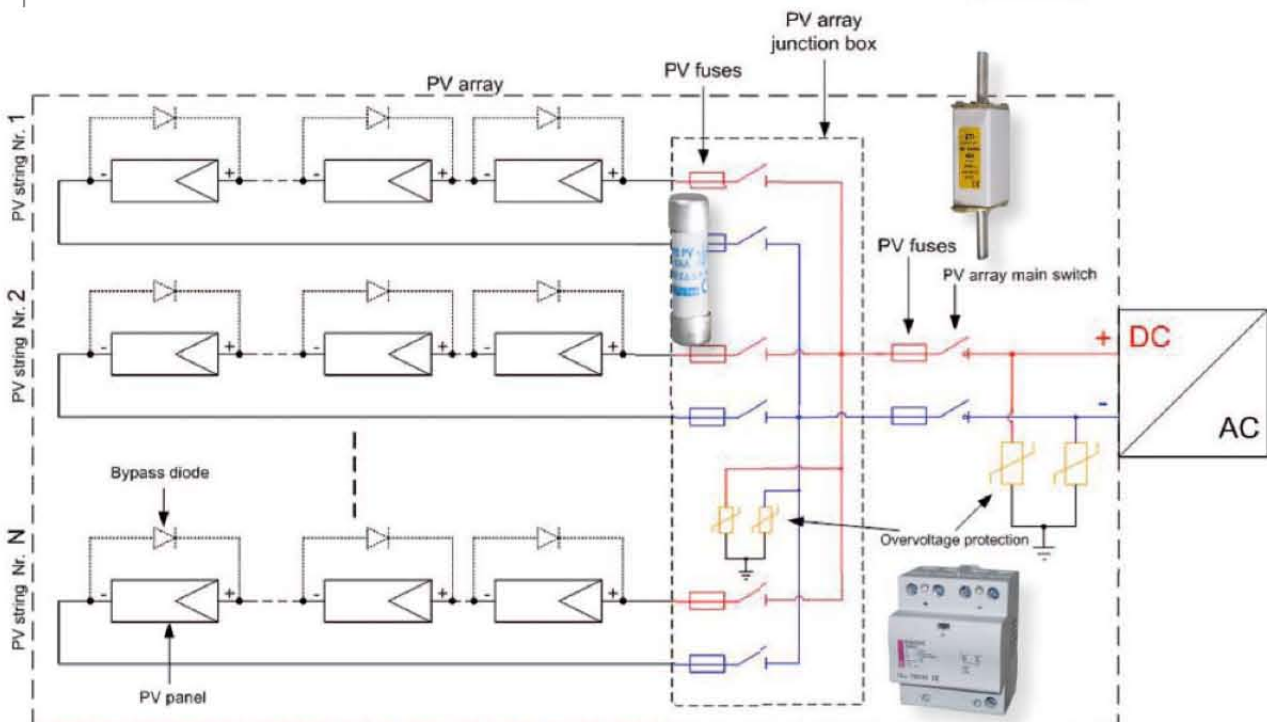 PV array
junction box
PV fuses
PV array
PV string Nr. 1
- + - + - +
PV fuses
PV array main switch
PV string Nr. 2
- + - + - +
+ DC
-
AC
Bypass diode
Overvoltage protection
PV string Nr. N
- + - + - +
PV panel
ETI